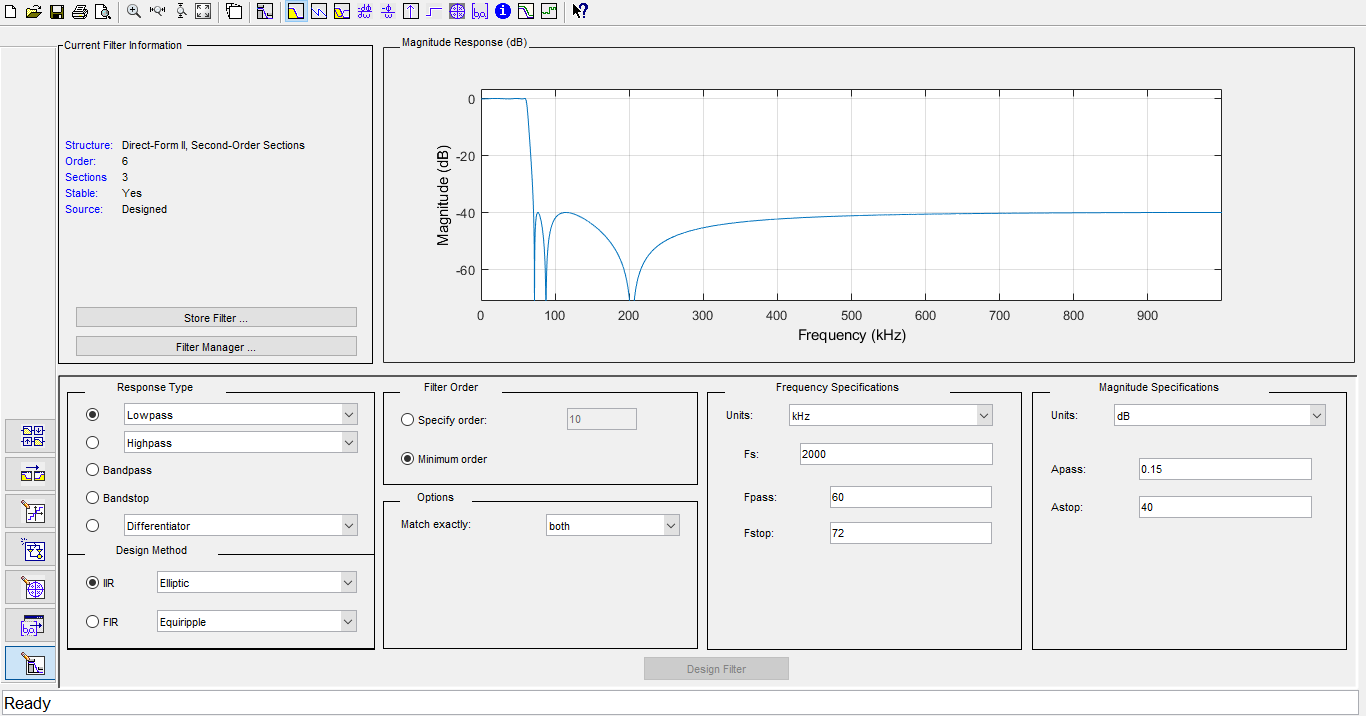 Current Filter Information
Structure: Direct-Form II, Second-Order Sections
Order: 6
Sections 3
Stable: Yes
Source: Designed
Store Filter ...
Filter Manager ...
Magnitude Response (dB)
0
-20
-40
-60
Magnitude (dB)
0 100 200 300 400 500 600 700 800 900
Frequency (kHz)
Response Type
Lowpass
Highpass
Bandpass
Bandstop
Differentiator
Design Method
IIR Elliptic
FIR Equiripple
Filter Order
Specify order: 10
Minimum order
Options
Match exactly: both
Frequency Specifications
Units: kHz
Fs: 2000
Fpass: 60
Fstop: 72
Magnitude Specifications
Units: dB
Apass: 0.15
Astop: 40
Design Filter
Ready